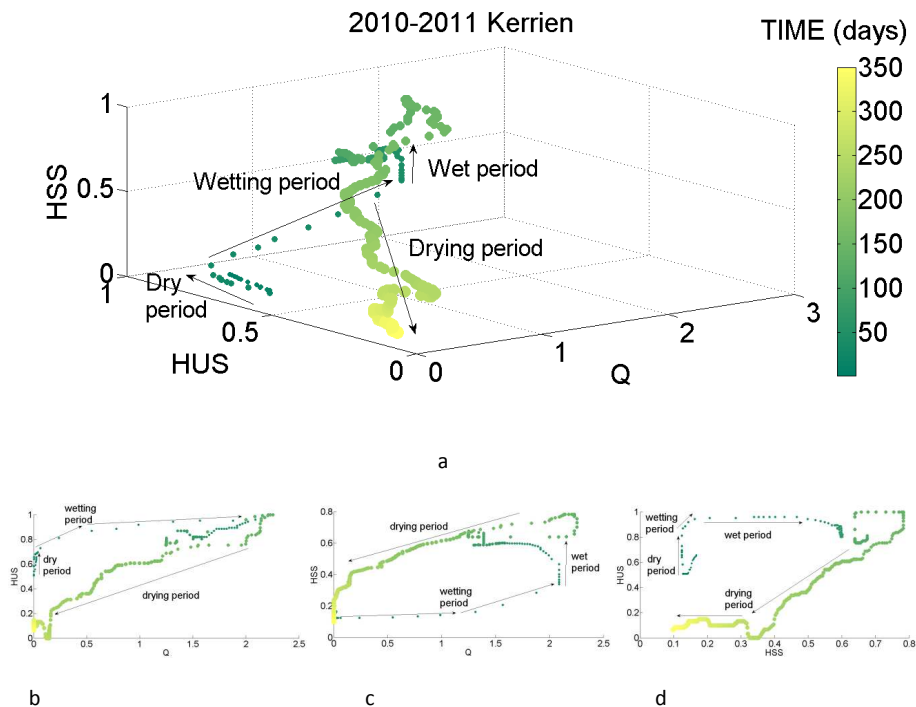 2010-2011 Kerrien
TIME (days)
350
300
250
200
150
100
50
HSS
1
0.5
0
Wetting period
Wet period
Drying period
Dry
period
HUS
1
0.5
0
Q
0
1
2
3
a
wetting
period
dry
period
drying period
HUS
1
0.8
0.6
0.4
0.2
0
0
0.5
1
1.5
2
2.5
Q
b
drying period
wetting
period
wet
period
HSS
0.8
0.6
0.4
0.2
0
0
0.5
1
1.5
2
2.5
Q
c
wetting
period
wet period
dry
period
drying
period
HUS
1
0.8
0.6
0.4
0.2
0
0
0.1
0.2
0.3
0.4
0.5
0.6
0.7
0.8
HSS
d